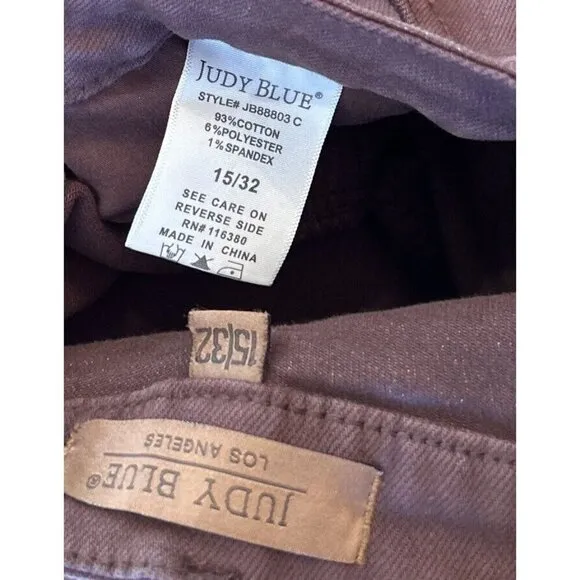 JUDY BLUE®
STYLE# JB88803 C
93%COTTON
6%POLYESTER
1%SPANDEX
15/32
SEE CARE ON
REVERSE SIDE
RN# 116380
MADE IN CHINA
15|32
JUDY BLUE®
LOS ANGELES